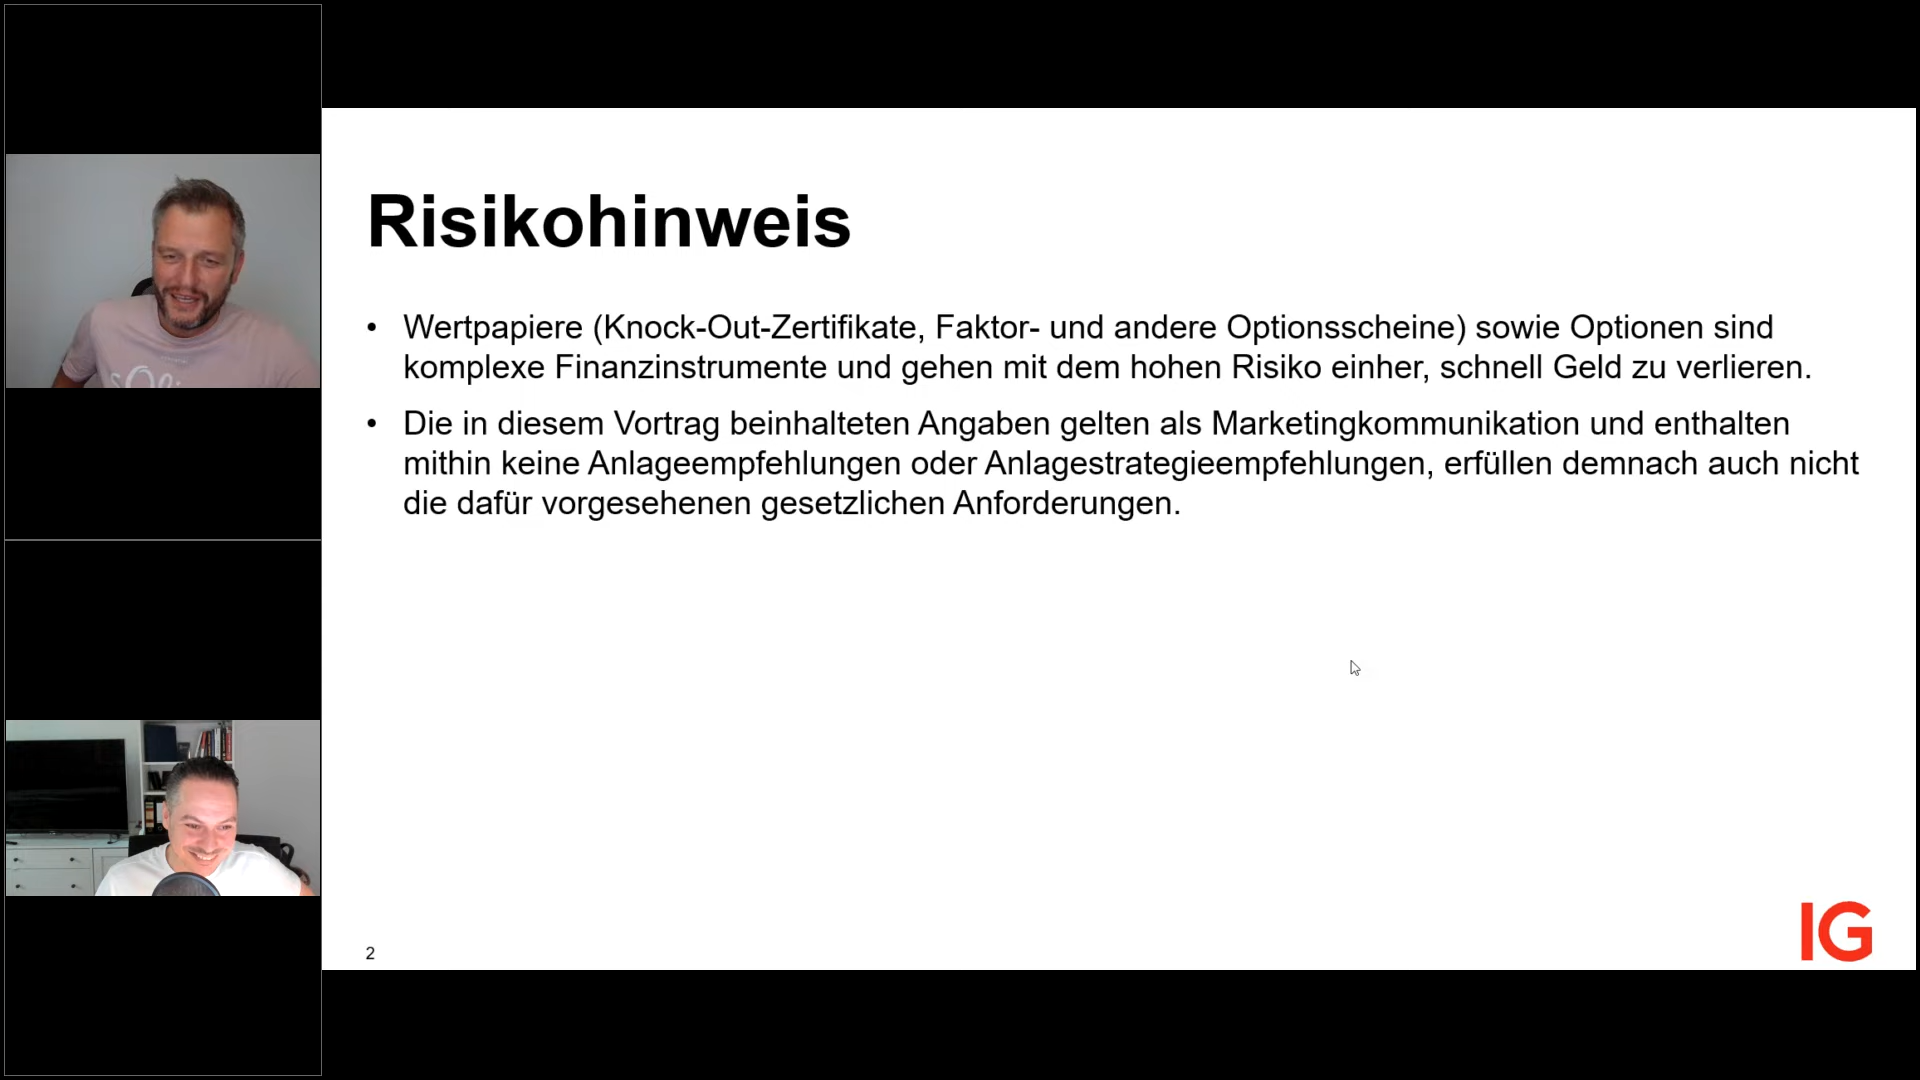 Risikohinweis
• Wertpapiere (Knock-Out-Zertifikate, Faktor- und andere Optionsscheine) sowie Optionen sind
komplexe Finanzinstrumente und gehen mit dem hohen Risiko einher, schnell Geld zu verlieren.
• Die in diesem Vortrag beinhalteten Angaben gelten als Marketingkommunikation und enthalten
mithin keine Anlageempfehlungen oder Anlagestrategieempfehlungen, erfüllen demnach auch nicht
die dafür vorgesehenen gesetzlichen Anforderungen.
2
IG